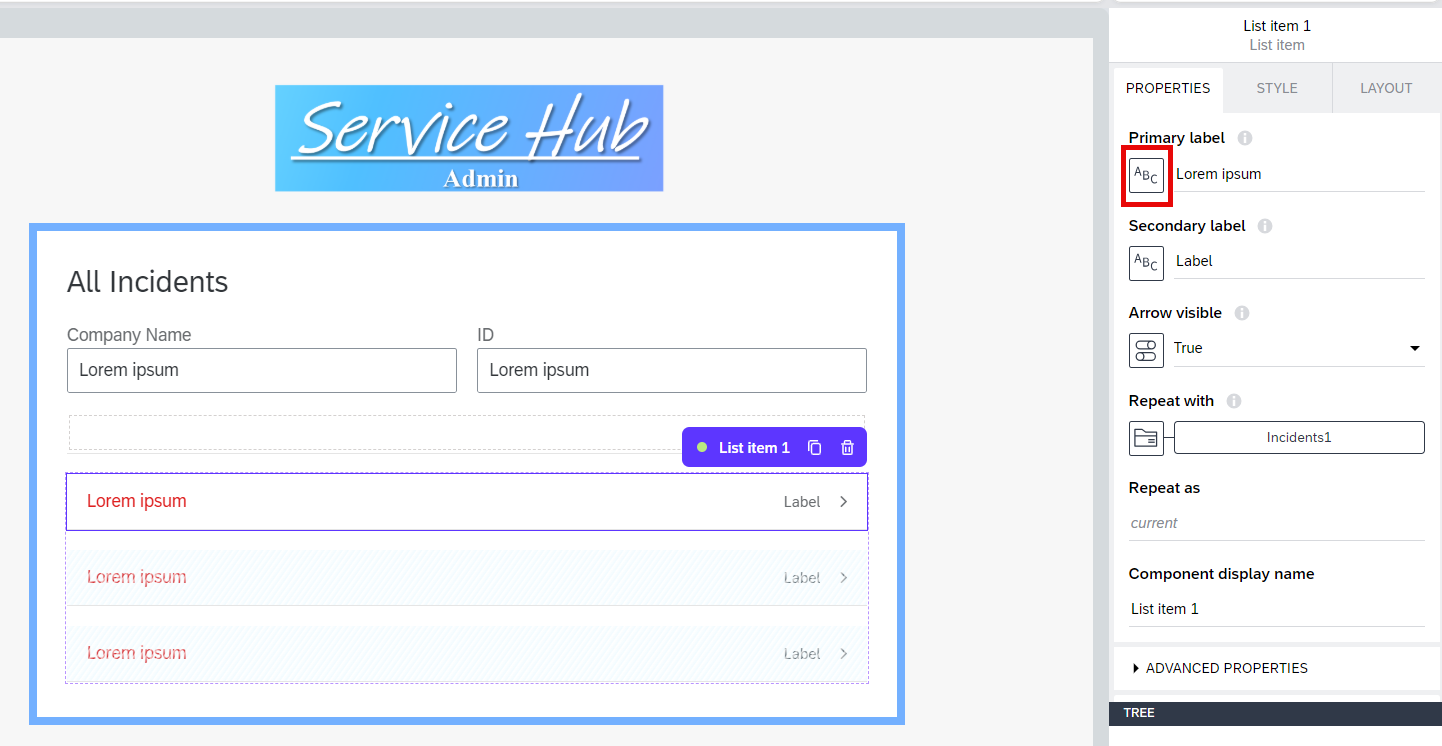 Service Hub
Admin
All Incidents
Company Name
ID
Lorem ipsum
Lorem ipsum
List item 1
Lorem ipsum
Label
Lorem ipsum
Label
Lorem ipsum
Label
List item 1
List item
PROPERTIES
STYLE
LAYOUT
Primary label
ABC
Lorem ipsum
Secondary label
ABC
Label
Arrow visible
True
Repeat with
Incidents1
Repeat as
current
Component display name
List item 1
ADVANCED PROPERTIES
TREE